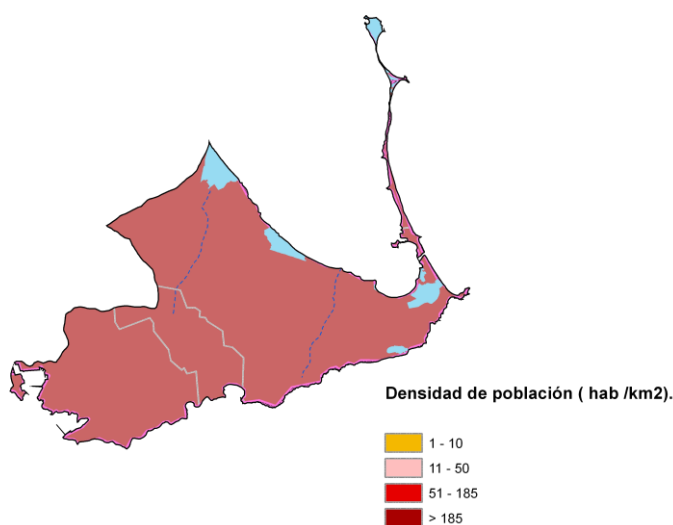 Densidad de población ( hab /km2).
1 - 10
11 - 50
51 - 185
> 185